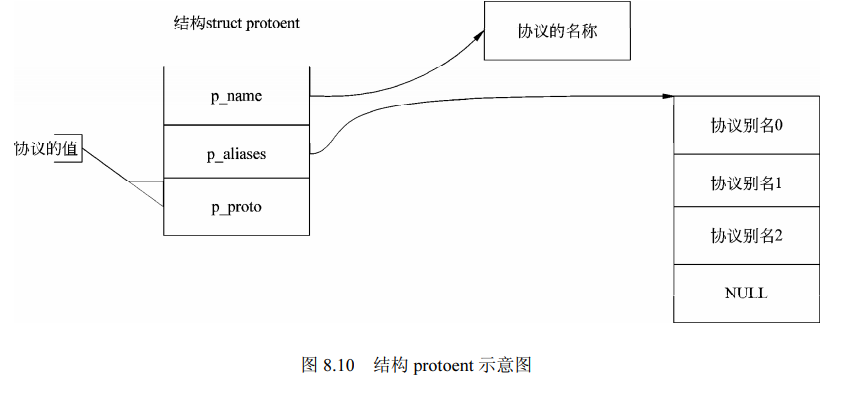 结构struct protoent
协议的名称
p_name
协议的值
p_aliases
p_proto
协议别名0
协议别名1
协议别名2
NULL
图 8.10 结构 protoent 示意图